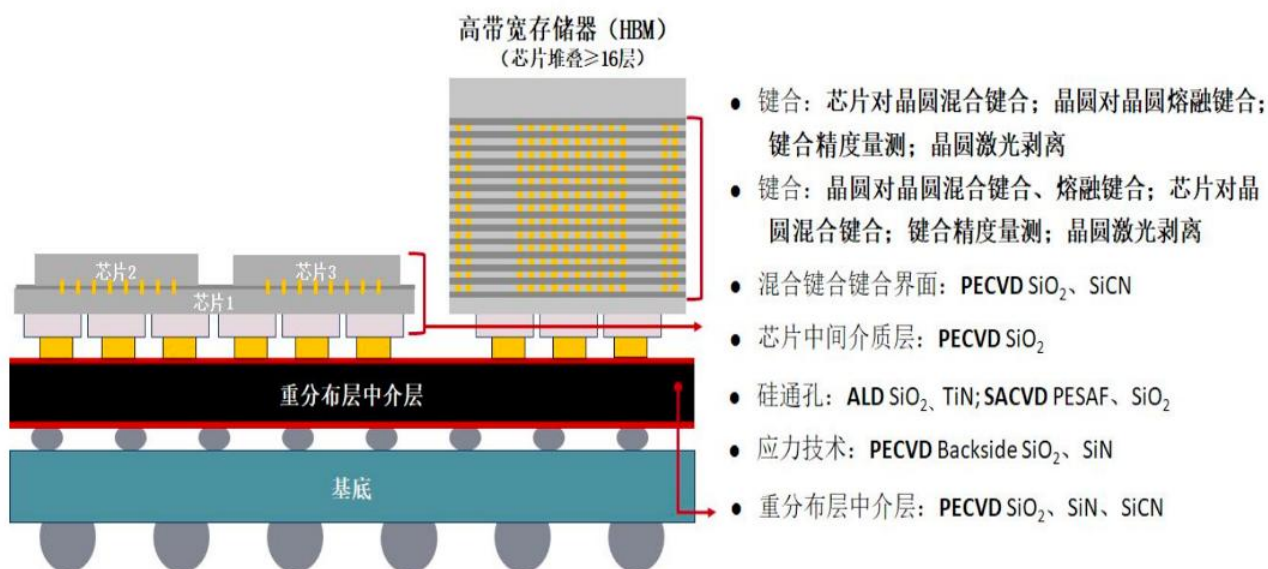 高带宽存储器（HBM）
（芯片堆叠≥16层）
芯片2
芯片3
芯片1
重分布层中介层
基底
● 键合：芯片对晶圆混合键合；晶圆对晶圆熔融键合；
键合精度量测；晶圆激光剥离
● 键合：晶圆对晶圆混合键合、熔融键合；芯片对晶
圆混合键合；键合精度量测；晶圆激光剥离
● 混合键合键合界面：PECVD SiO₂、SiCN
● 芯片中间介质层：PECVD SiO₂
● 硅通孔：ALD SiO₂、TiN; SACVD PESAF、SiO₂
● 应力技术：PECVD Backside SiO₂、SiN
● 重分布层中介层：PECVD SiO₂、SiN、SiCN